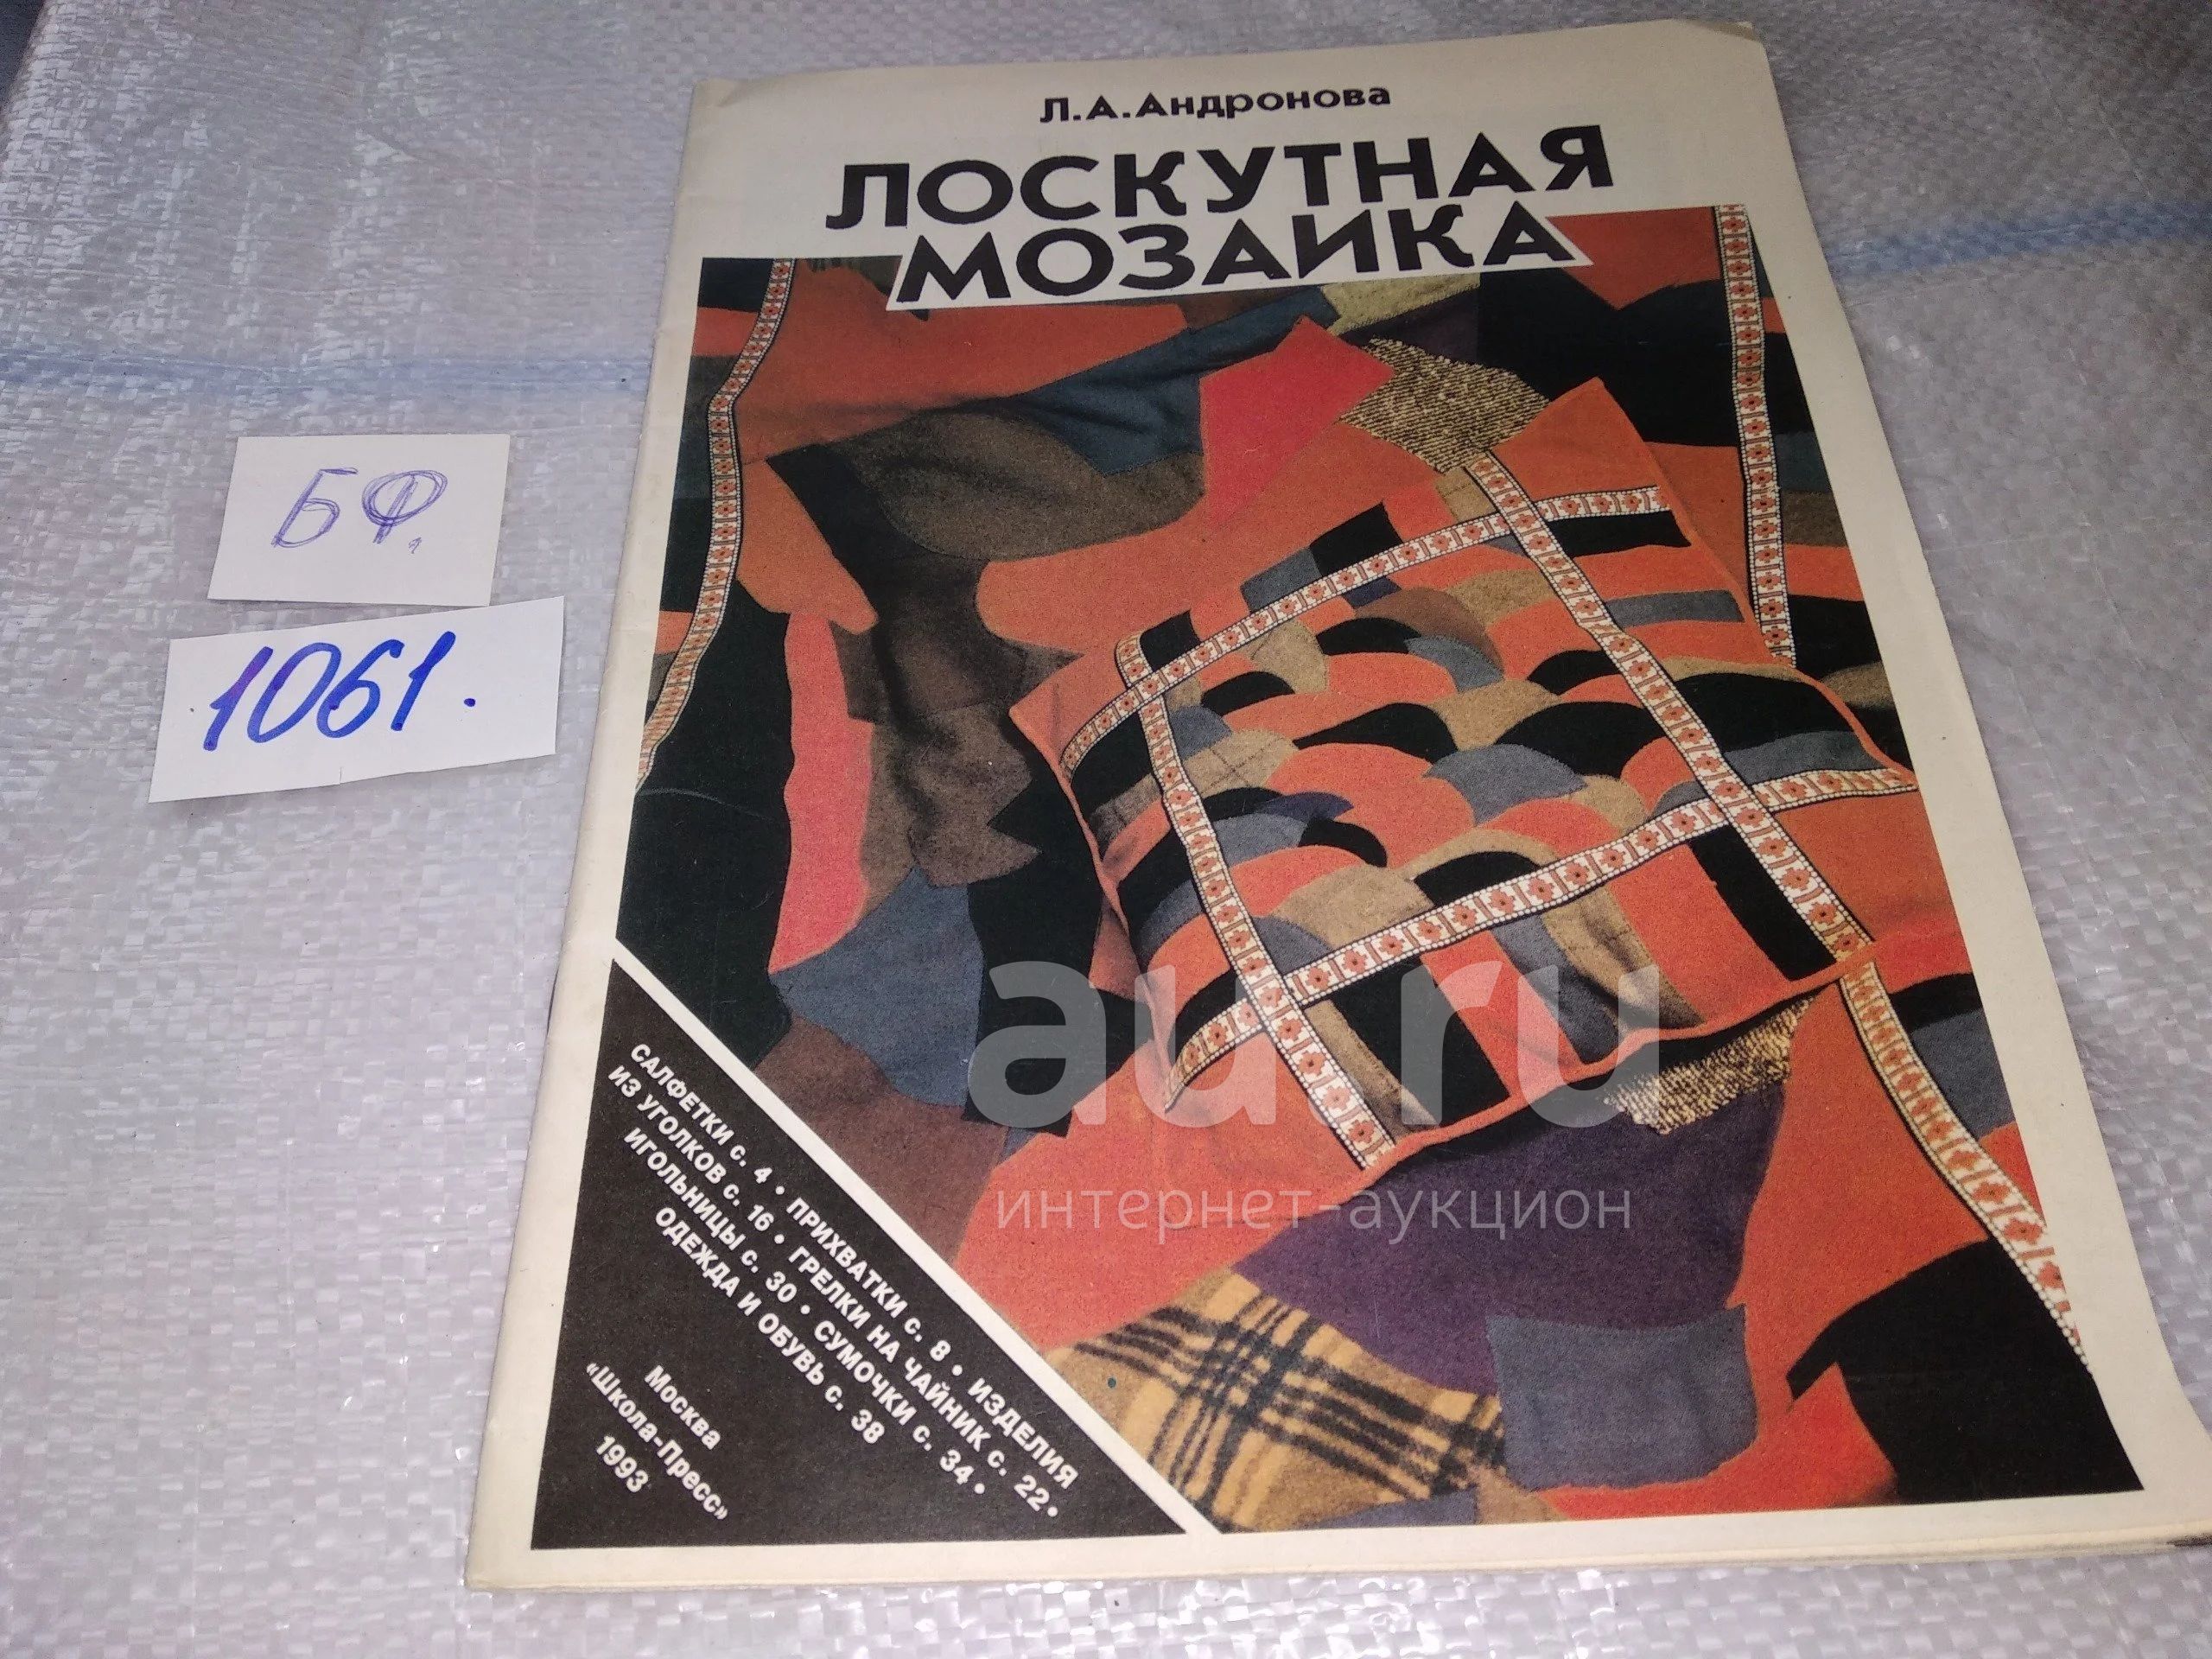 Л.А.Андронова
ЛОСКУТНАЯ
МОЗАИКА
БФ.
1061.
САЛФЕТКИ с. 4 • ПРИХВАТКИ с. 8 • ИЗДЕЛИЯ
ИЗ УГОЛКОВ с. 16 • ГРЕЛКИ НА ЧАЙНИК с. 22 •
ИГОЛЬНИЦЫ с. 30 • СУМОЧКИ с. 34 •
ОДЕЖДА И ОБУВЬ с. 38
Москва
«Школа-Пресс»
1993
au.ru
интернет-аукцион